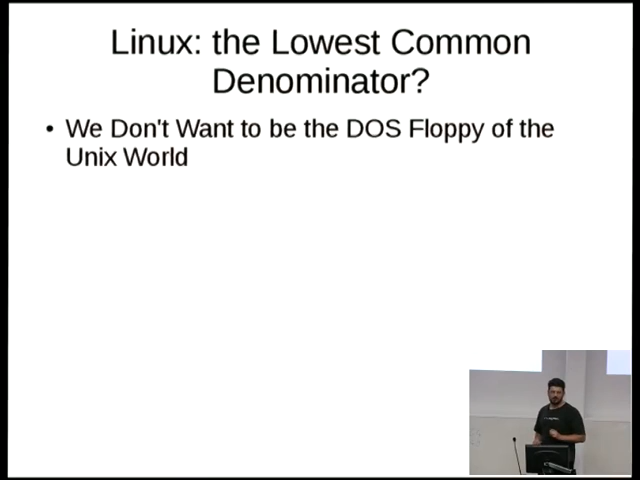 Linux: the Lowest Common
Denominator?
• We Don't Want to be the DOS Floppy of the
Unix World